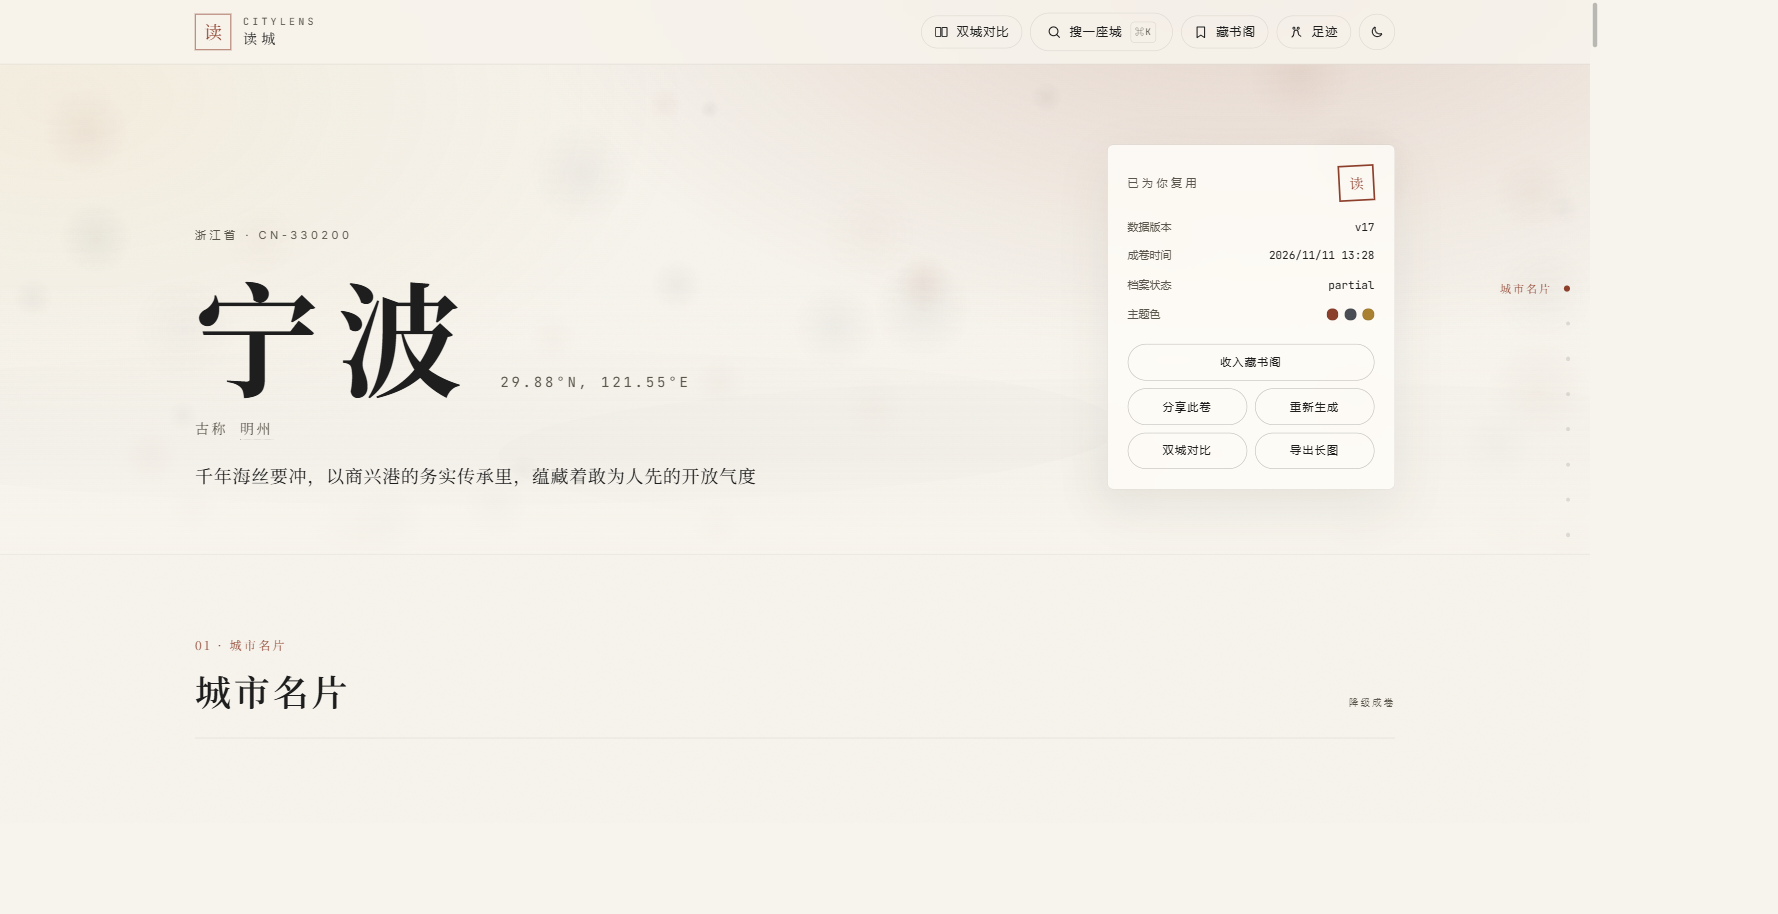 读
CITYLENS
读城
双城对比
搜一座城 ⌘K
藏书阁
足迹
浙江省 · CN-330200
宁波
29.88°N, 121.55°E
古称 明州
千年海丝要冲，以商兴港的务实传承里，蕴藏着敢为人先的开放气度
已为你复用
读
数据版本 v17
成卷时间 2026/11/11 13:28
档案状态 partial
主题色
收入藏书阁
分享此卷 重新生成
双城对比 导出长图
城市名片
01 · 城市名片
城市名片
降级成卷